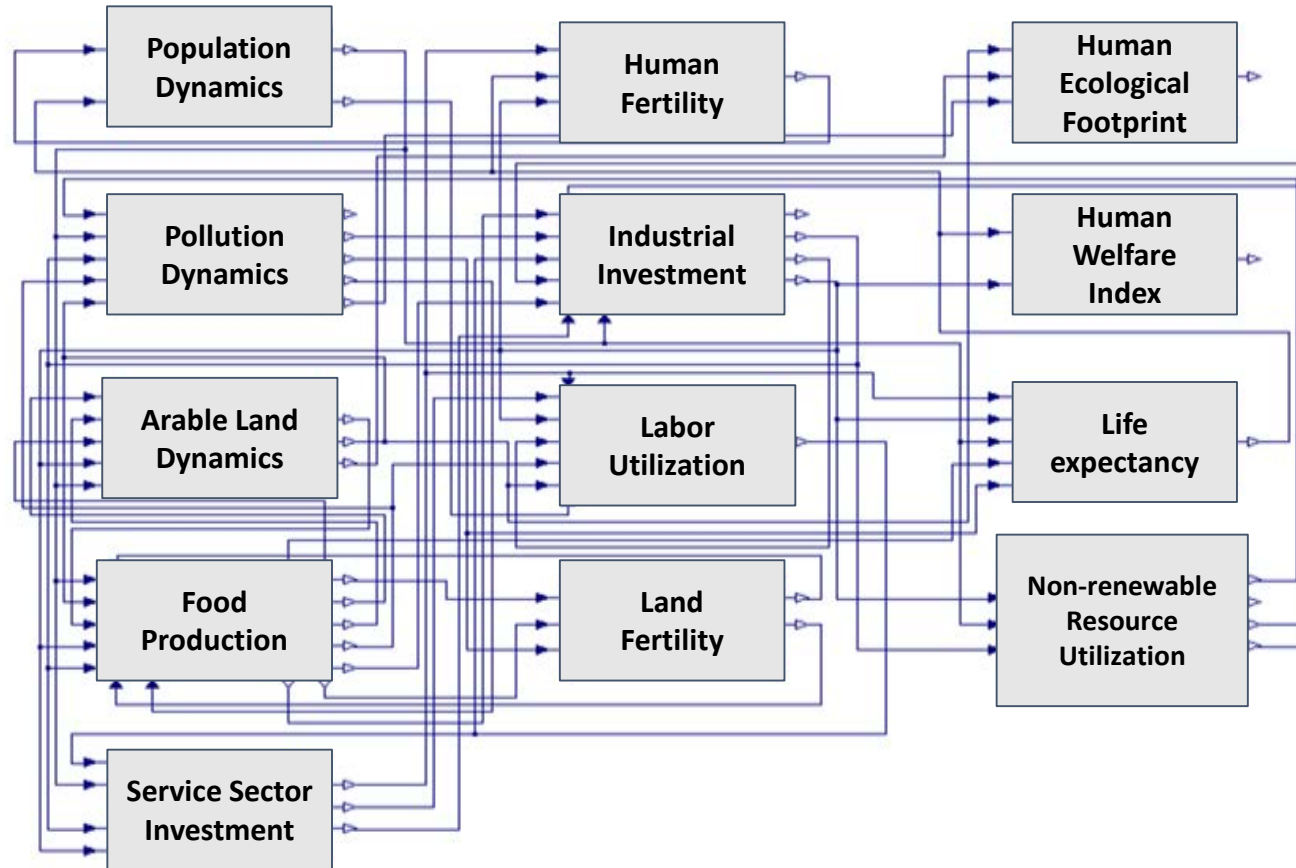 Population
Dynamics
Human
Fertility
Human
Ecological
Footprint
Pollution
Dynamics
Industrial
Investment
Human
Welfare
Index
Arable Land
Dynamics
Labor
Utilization
Life
expectancy
Food
Production
Land
Fertility
Non-renewable
Resource
Utilization
Service Sector
Investment